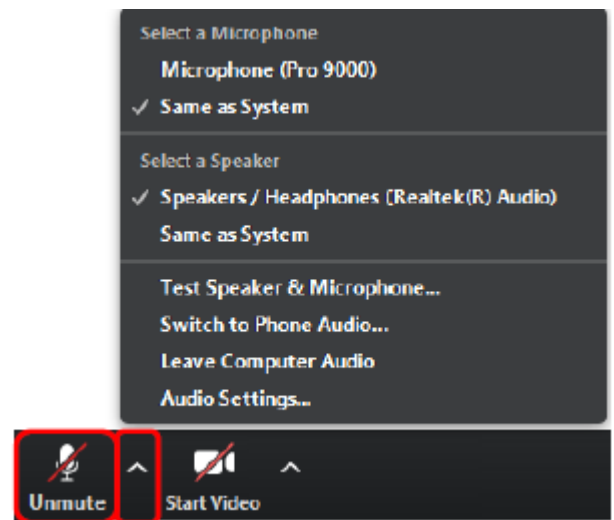 Select a Microphone
Microphone (Pro 9000)
✓ Same as System
Select a Speaker
✓ Speakers / Headphones (Realtek(R) Audio)
Same as System
Test Speaker & Microphone...
Switch to Phone Audio...
Leave Computer Audio
Audio Settings...
Unmute
Start Video